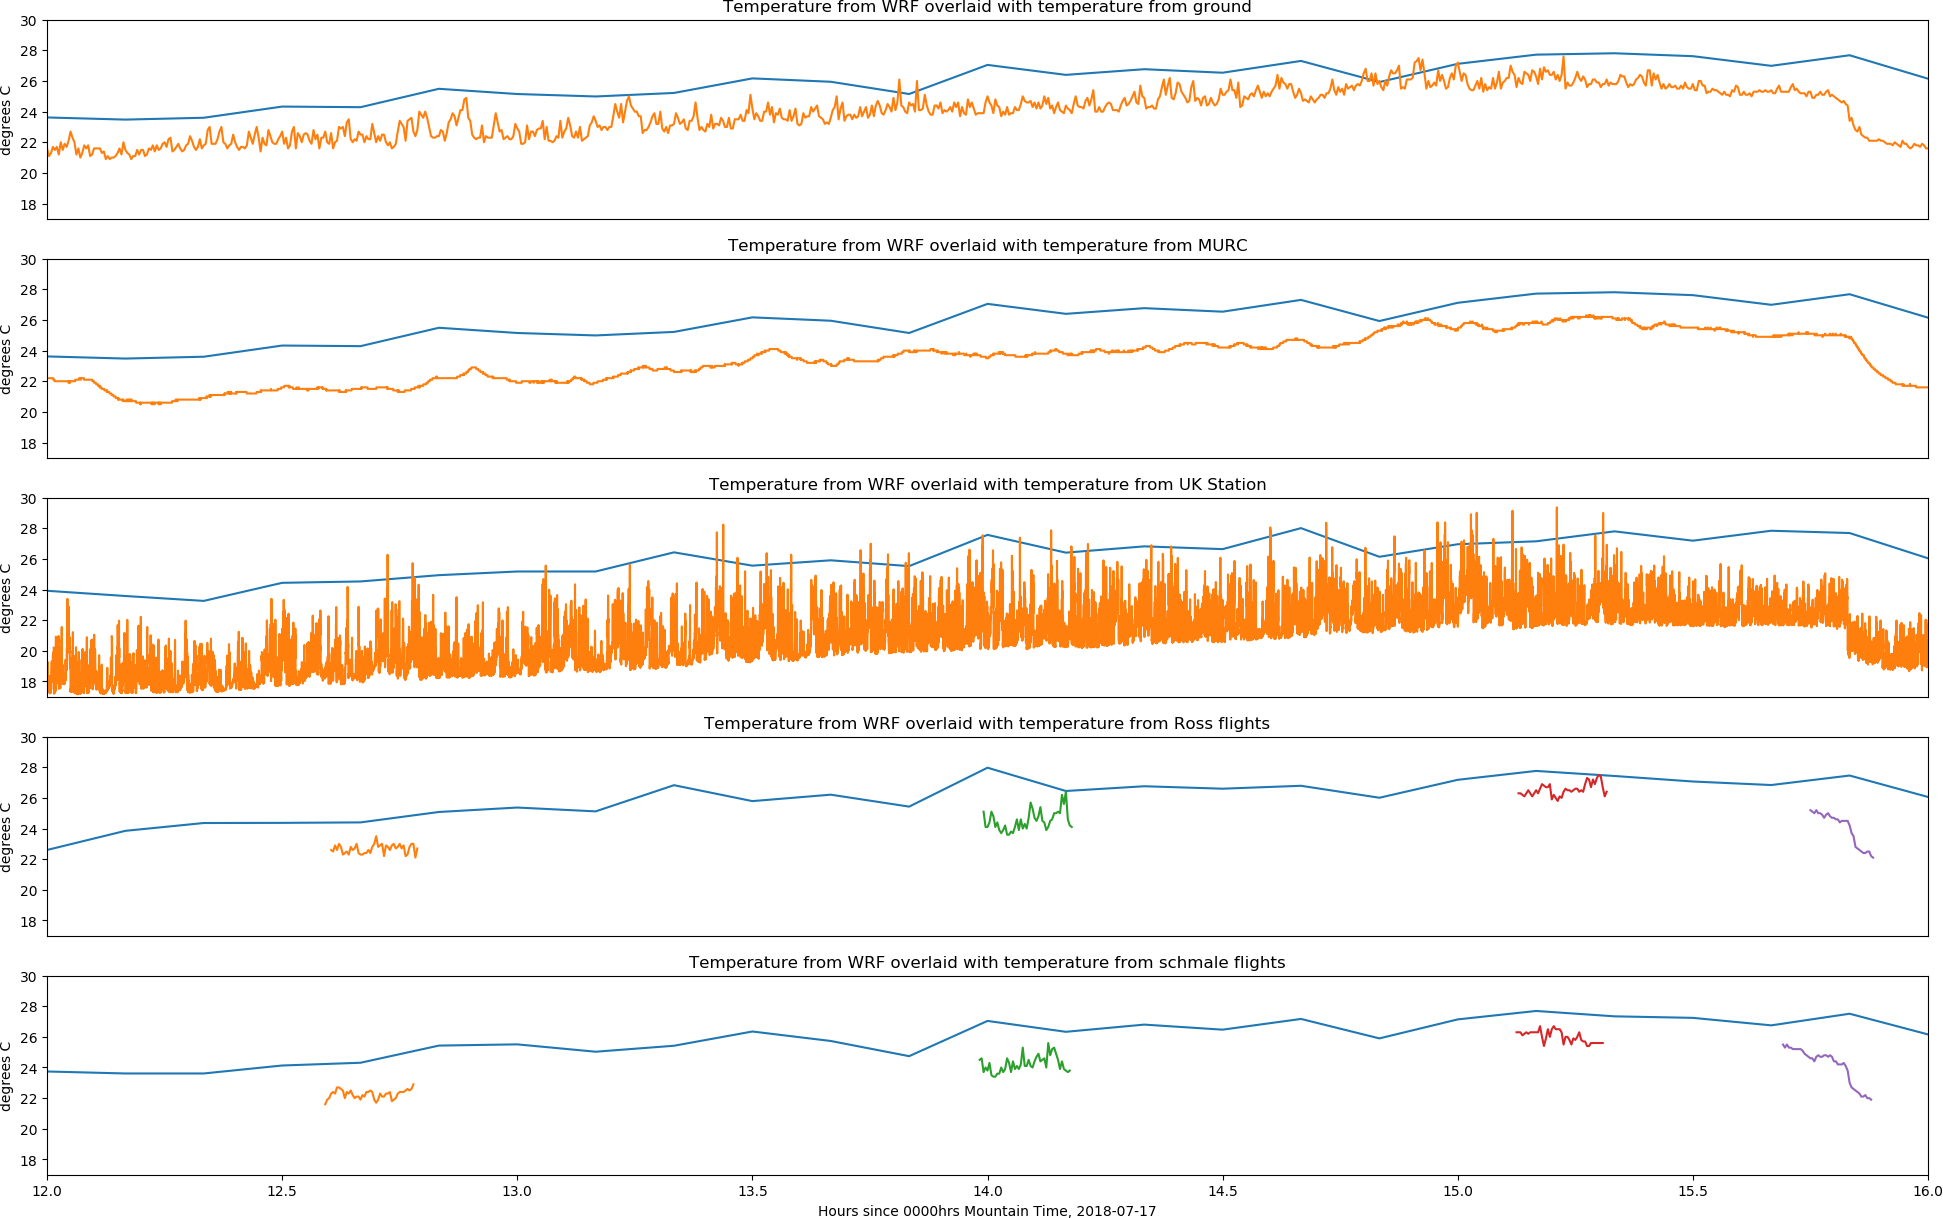 Temperature from WRF overlaid with temperature from ground
30
28
26
24
22
20
18
degrees C
Temperature from WRF overlaid with temperature from MURC
30
28
26
24
22
20
18
degrees C
Temperature from WRF overlaid with temperature from UK Station
30
28
26
24
22
20
18
degrees C
Temperature from WRF overlaid with temperature from Ross flights
30
28
26
24
22
20
18
degrees C
Temperature from WRF overlaid with temperature from schmale flights
30
28
26
24
22
20
18
degrees C
12.0 12.5 13.0 13.5 14.0 14.5 15.0 15.5 16.0
Hours since 0000hrs Mountain Time, 2018-07-17